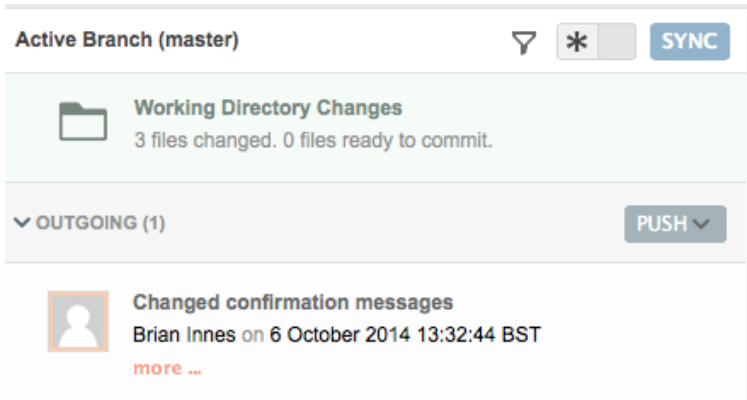 Active Branch (master)
SYNC
Working Directory Changes
3 files changed. 0 files ready to commit.
OUTGOING (1)
PUSH
Changed confirmation messages
Brian Innes on 6 October 2014 13:32:44 BST
more ...